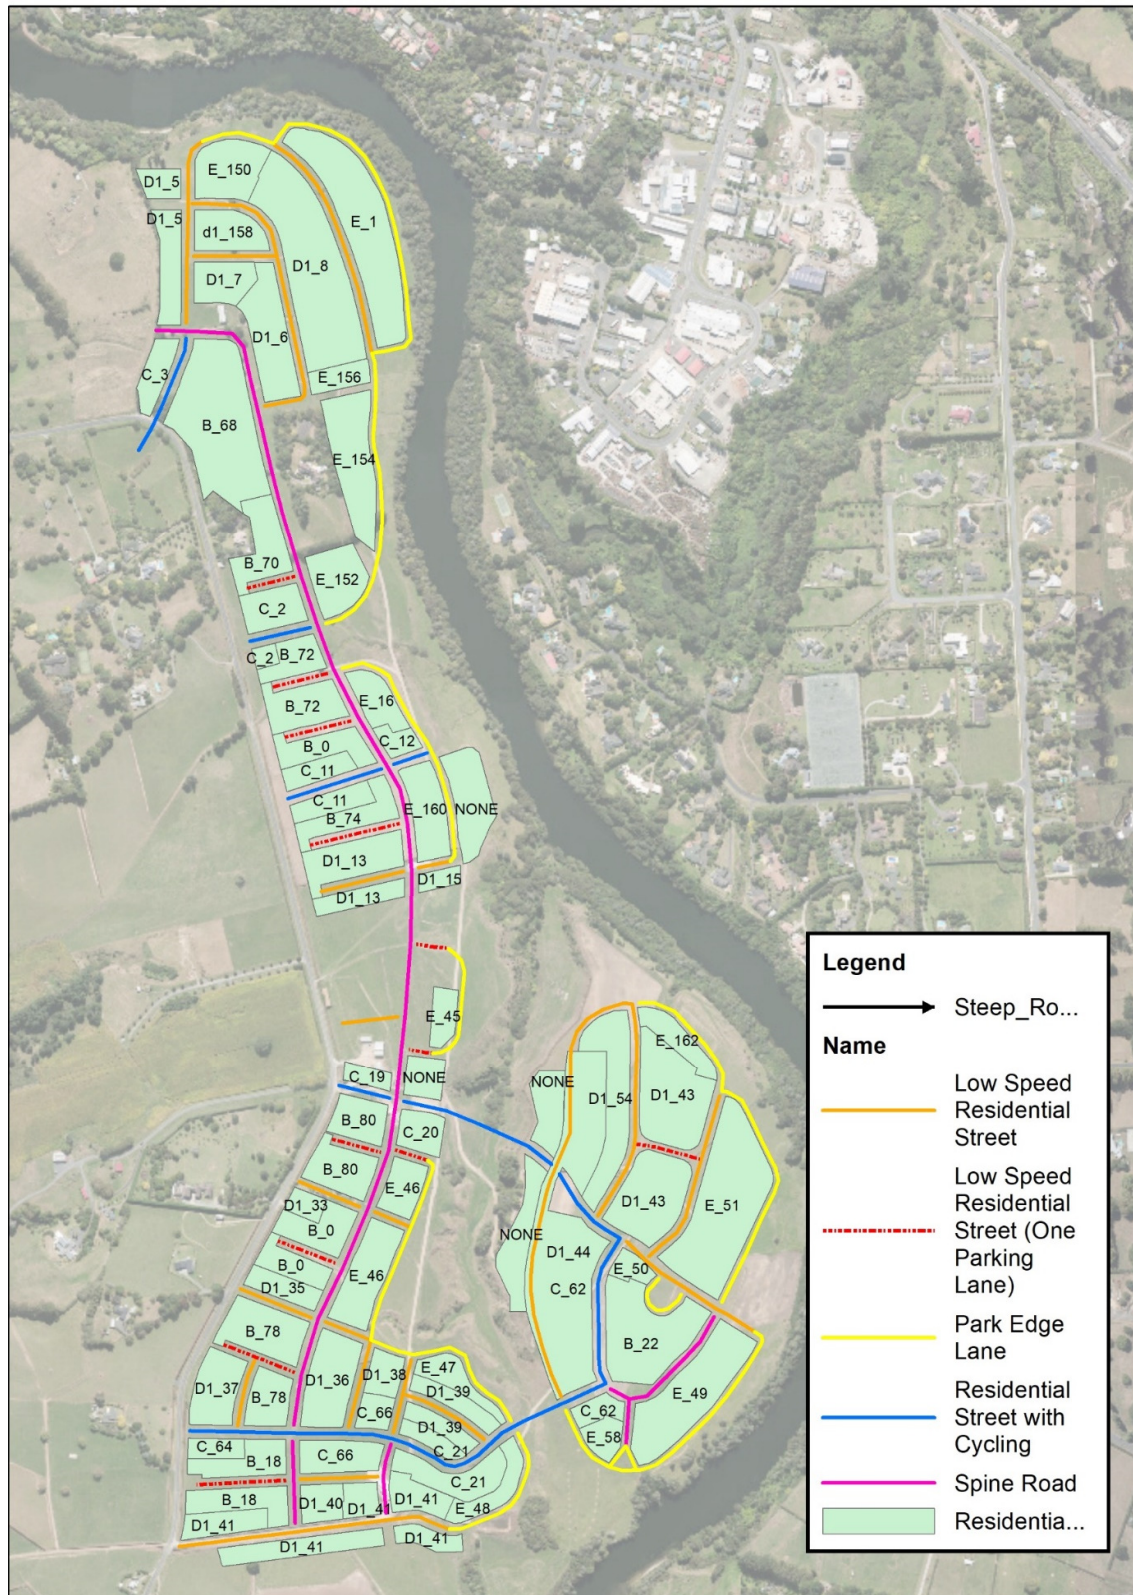 E_150
D1_5
D1_5
E_1
d1_158
D1_8
D1_7
D1_6
C_3
E_156
B_68
E_154
B_70
E_152
C_2
C_2
B_72
E_16
B_72
C_12
B_0
C_11
C_11
E_160
NONE
B_74
D1_13
D1_15
D1_13
E_45
NONE
C_19
B_80
C_20
B_80
E_46
D1_33
B_0
B_0
E_46
D1_35
B_78
D1_36
D1_38
E_47
D1_37
B_78
D1_39
C_66
D1_39
C_21
C_64
B_18
C_66
C_21
B_18
D1_40
D1_41
D1_41
E_48
D1_41
D1_41
D1_41
E_162
NONE
D1_54
D1_43
D1_43
E_51
NONE
D1_44
E_50
C_62
B_22
E_49
C_62
E_58
Legend
Steep_Ro...
Name
Low Speed
Residential
Street
Low Speed
Residential
Street (One
Parking
Lane)
Park Edge
Lane
Residential
Street with
Cycling
Spine Road
Residentia...